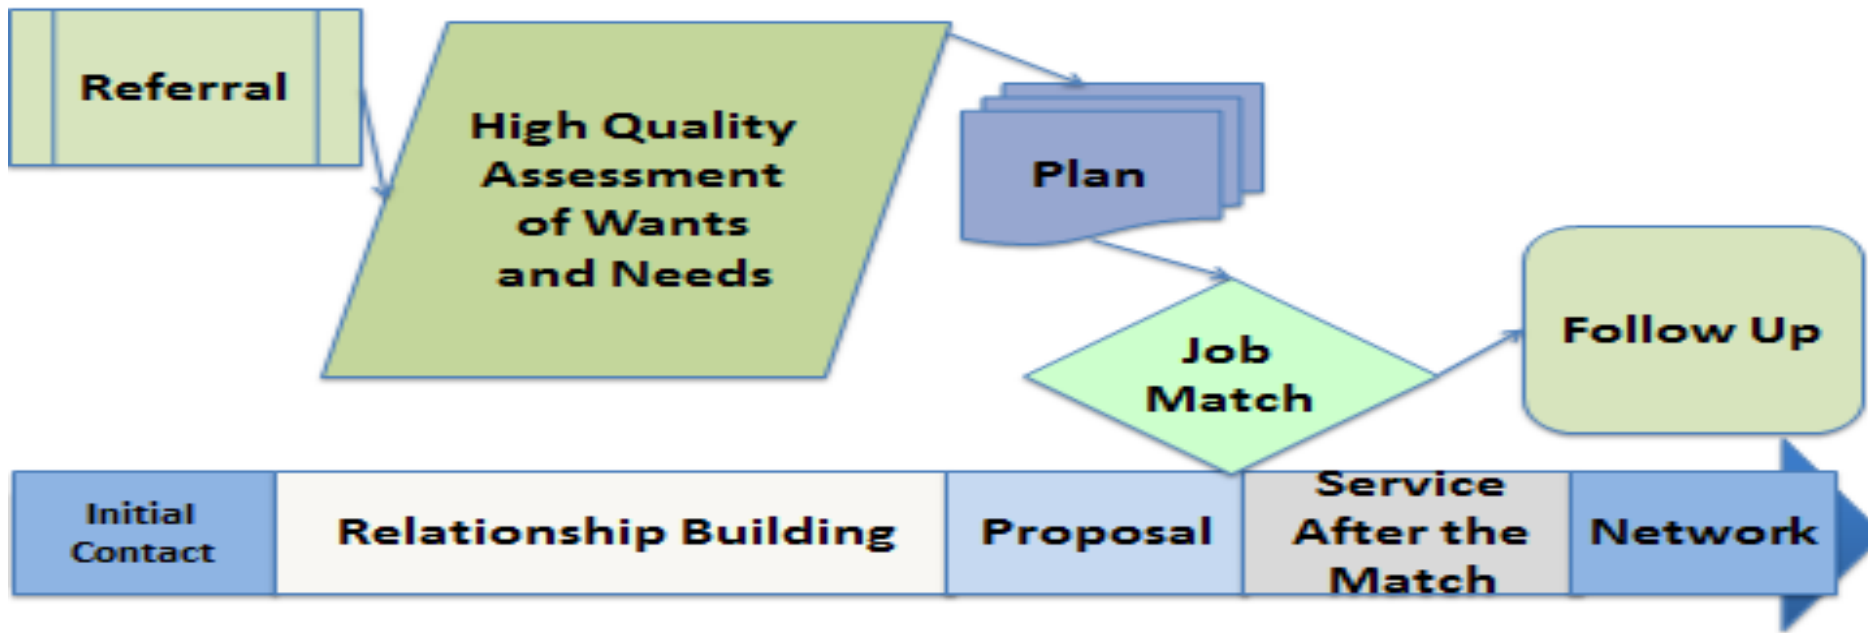 Referral
High Quality
Assessment
of Wants
and Needs
Plan
Job
Match
Follow Up
Initial
Contact
Relationship Building
Proposal
Service
After the
Match
Network